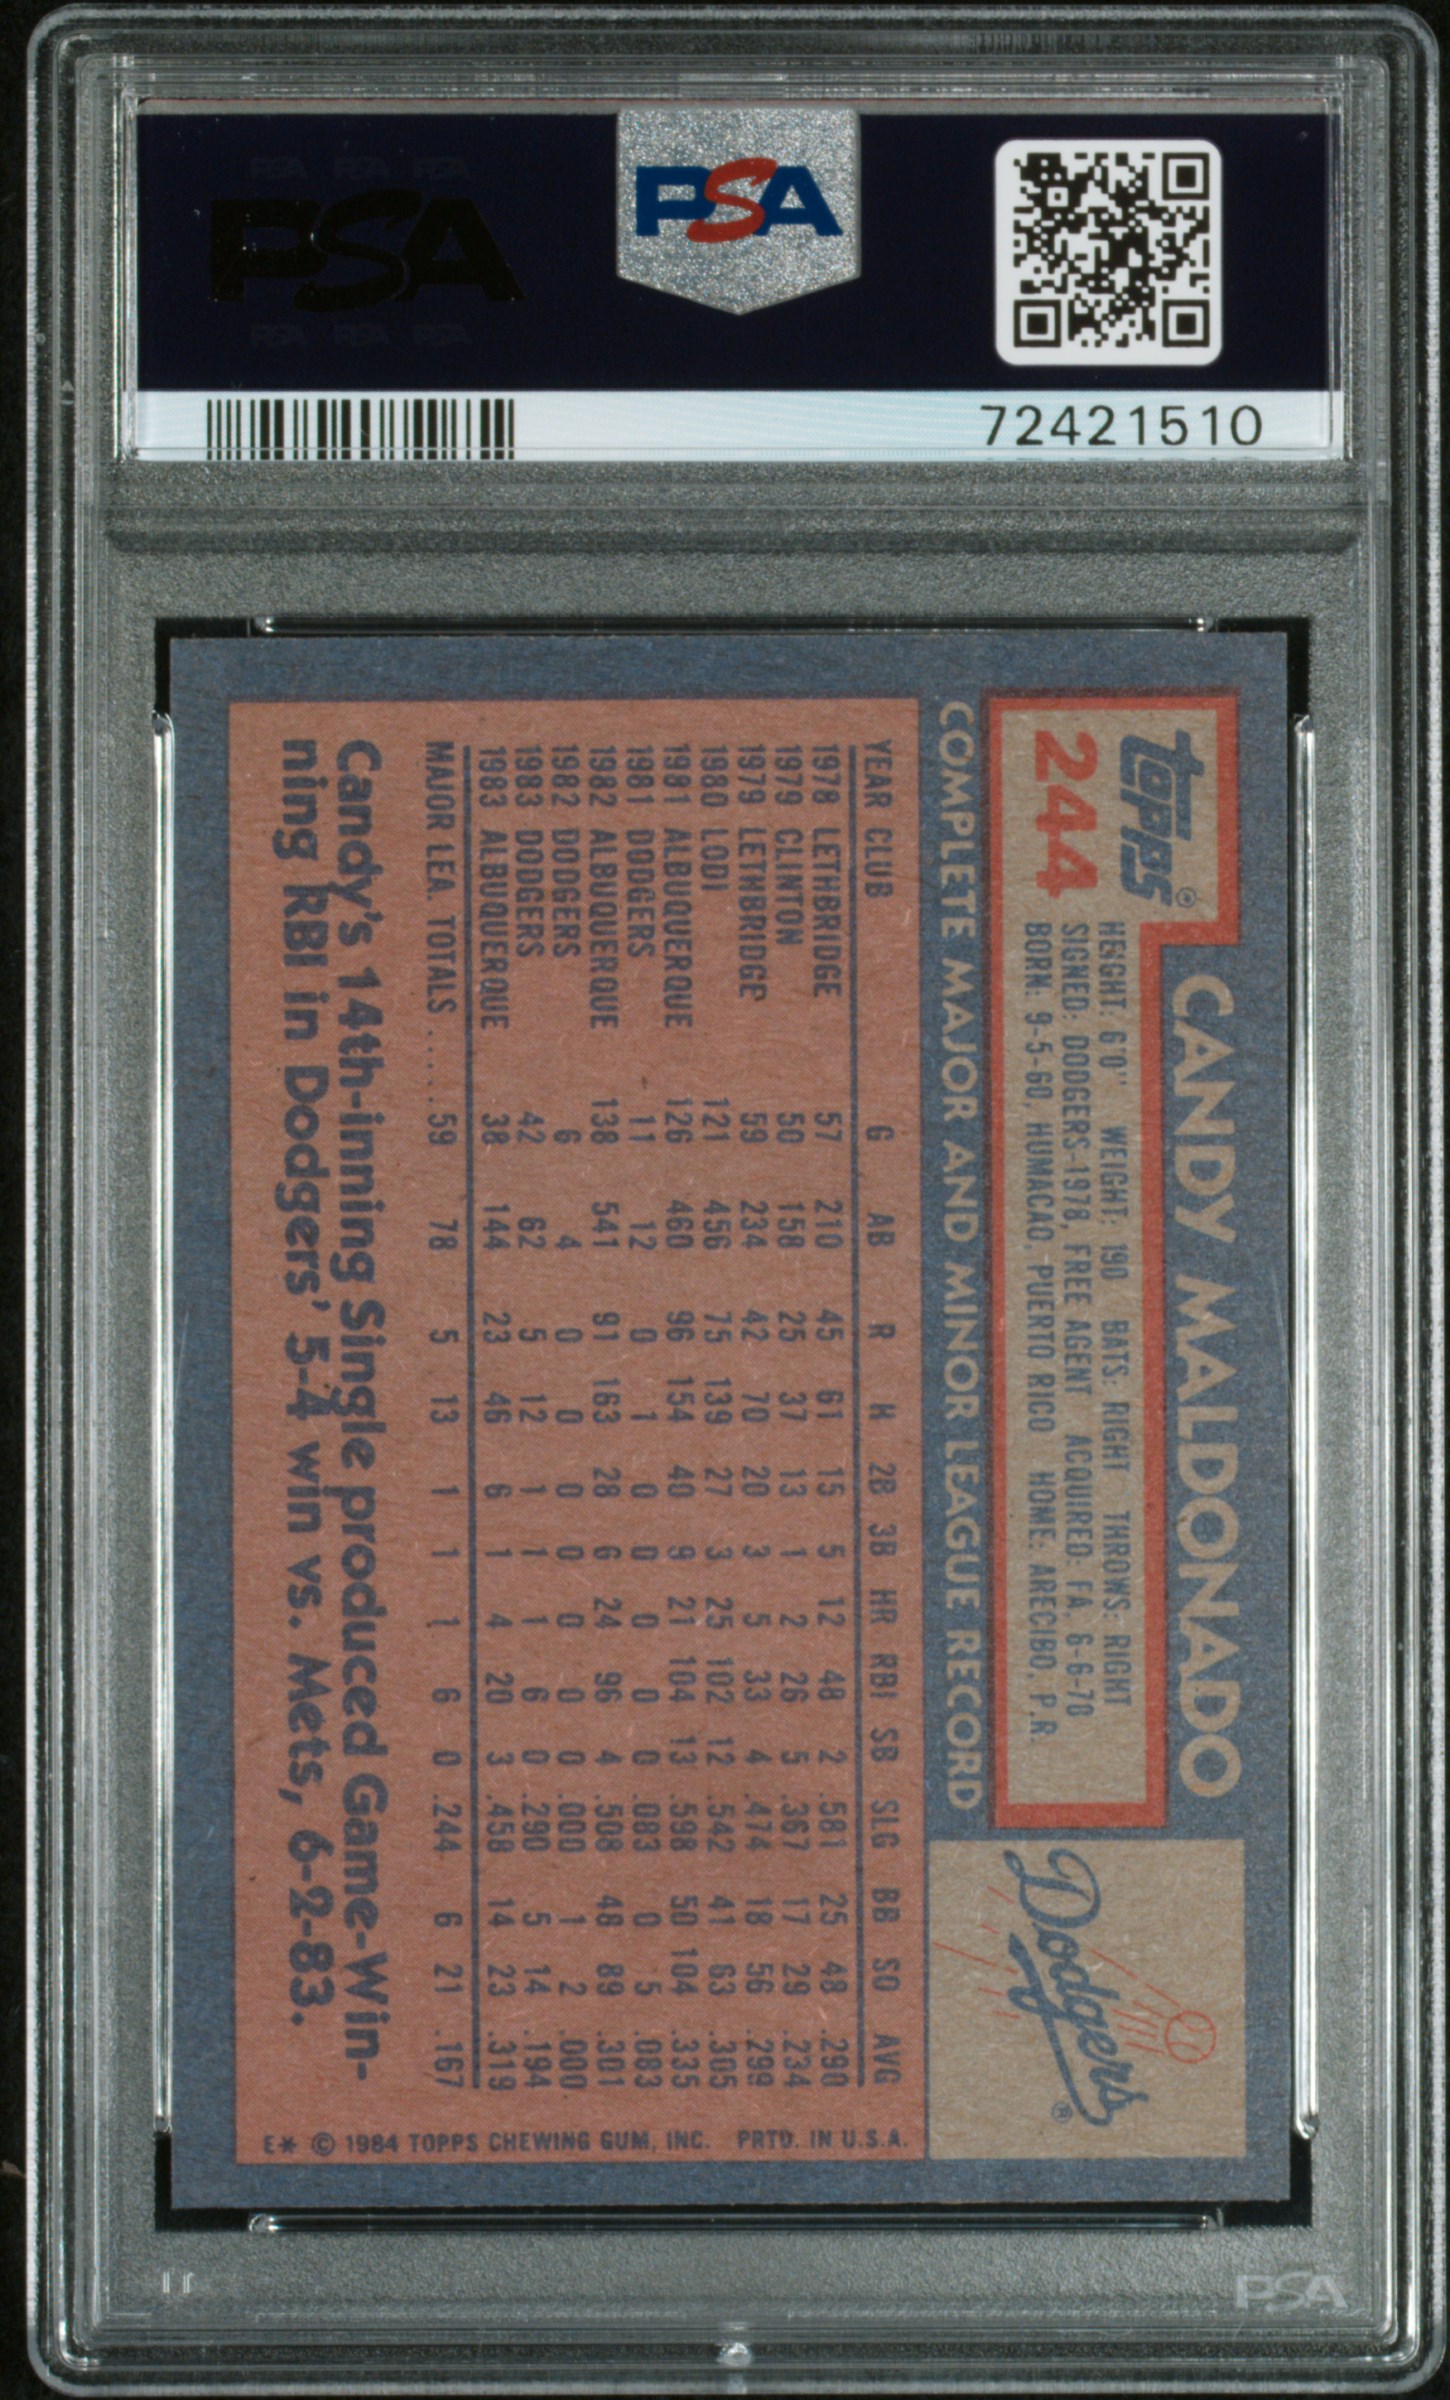 PSA PSA PSA
PSA
PSA PSA PSA
PSA
72421510
topps®
244
CANDY MALDONADO
HEIGHT: 6'0" WEIGHT: 190 BATS: RIGHT THROWS: RIGHT
SIGNED: DODGERS-1978, FREE AGENT ACQUIRED: FA, 6-6-78
BORN: 9-5-60, HUMACAO, PUERTO RICO HOME: ARECIBO, P.R.
Dodgers®
COMPLETE MAJOR AND MINOR LEAGUE RECORD
YEAR CLUB G AB R H 2B 3B HR RBI SB SLG BB SO AVG
1978 LETHBRIDGE 57 210 45 61 15 5 12 48 2 .581 25 48 .290
1979 CLINTON 50 158 25 37 13 1 2 26 5 .367 17 29 .234
1979 LETHBRIDGE 59 234 42 70 20 3 5 33 4 .474 18 56 .299
1980 LODI 121 456 75 139 27 3 25 102 12 .542 41 63 .305
1981 ALBUQUERQUE 126 460 96 154 40 9 21 104 13 .598 50 104 .335
1981 DODGERS 11 12 0 1 0 0 0 0 0 .083 0 5 .083
1982 ALBUQUERQUE 138 541 91 163 28 6 24 96 4 .508 48 89 .301
1982 DODGERS 6 4 0 0 0 0 0 0 0 .000 1 2 .000
1983 DODGERS 42 62 5 12 1 1 1 6 0 .290 5 14 .194
1983 ALBUQUERQUE 38 144 23 46 6 1 4 20 3 .458 14 23 .319
MAJOR LEA. TOTALS ..... 59 78 5 13 1 1 1 6 0 .244 6 21 .167
Candy's 14th-inning Single produced Game-Win-
ning RBI in Dodgers' 5-4 win vs. Mets, 6-2-83.
E* © 1984 TOPPS CHEWING GUM, INC. PRTD. IN U.S.A.
PSA